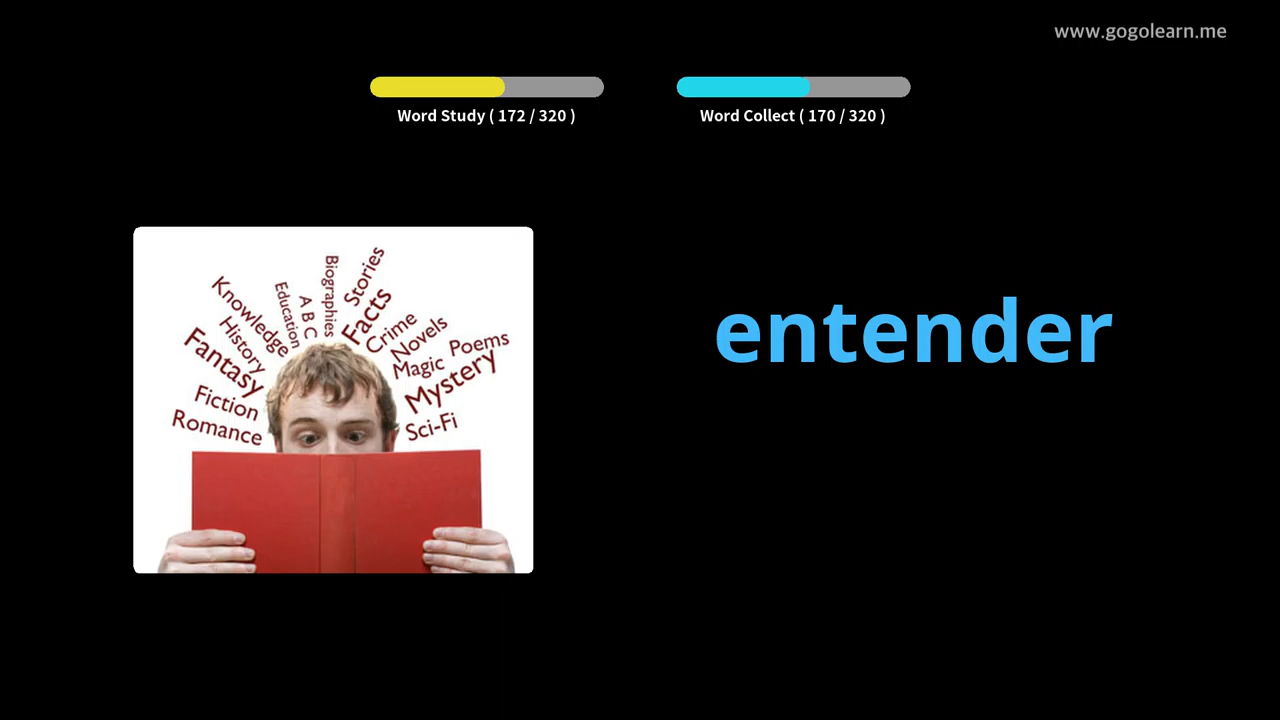 www.gogolearn.me
Word Study ( 172 / 320 )
Word Collect ( 170 / 320 )
entender
Romance
Fiction
Fantasy
History
Knowledge
Education
A B C
Biographies
Stories
Facts
Crime
Novels
Magic
Poems
Mystery
Sci-Fi